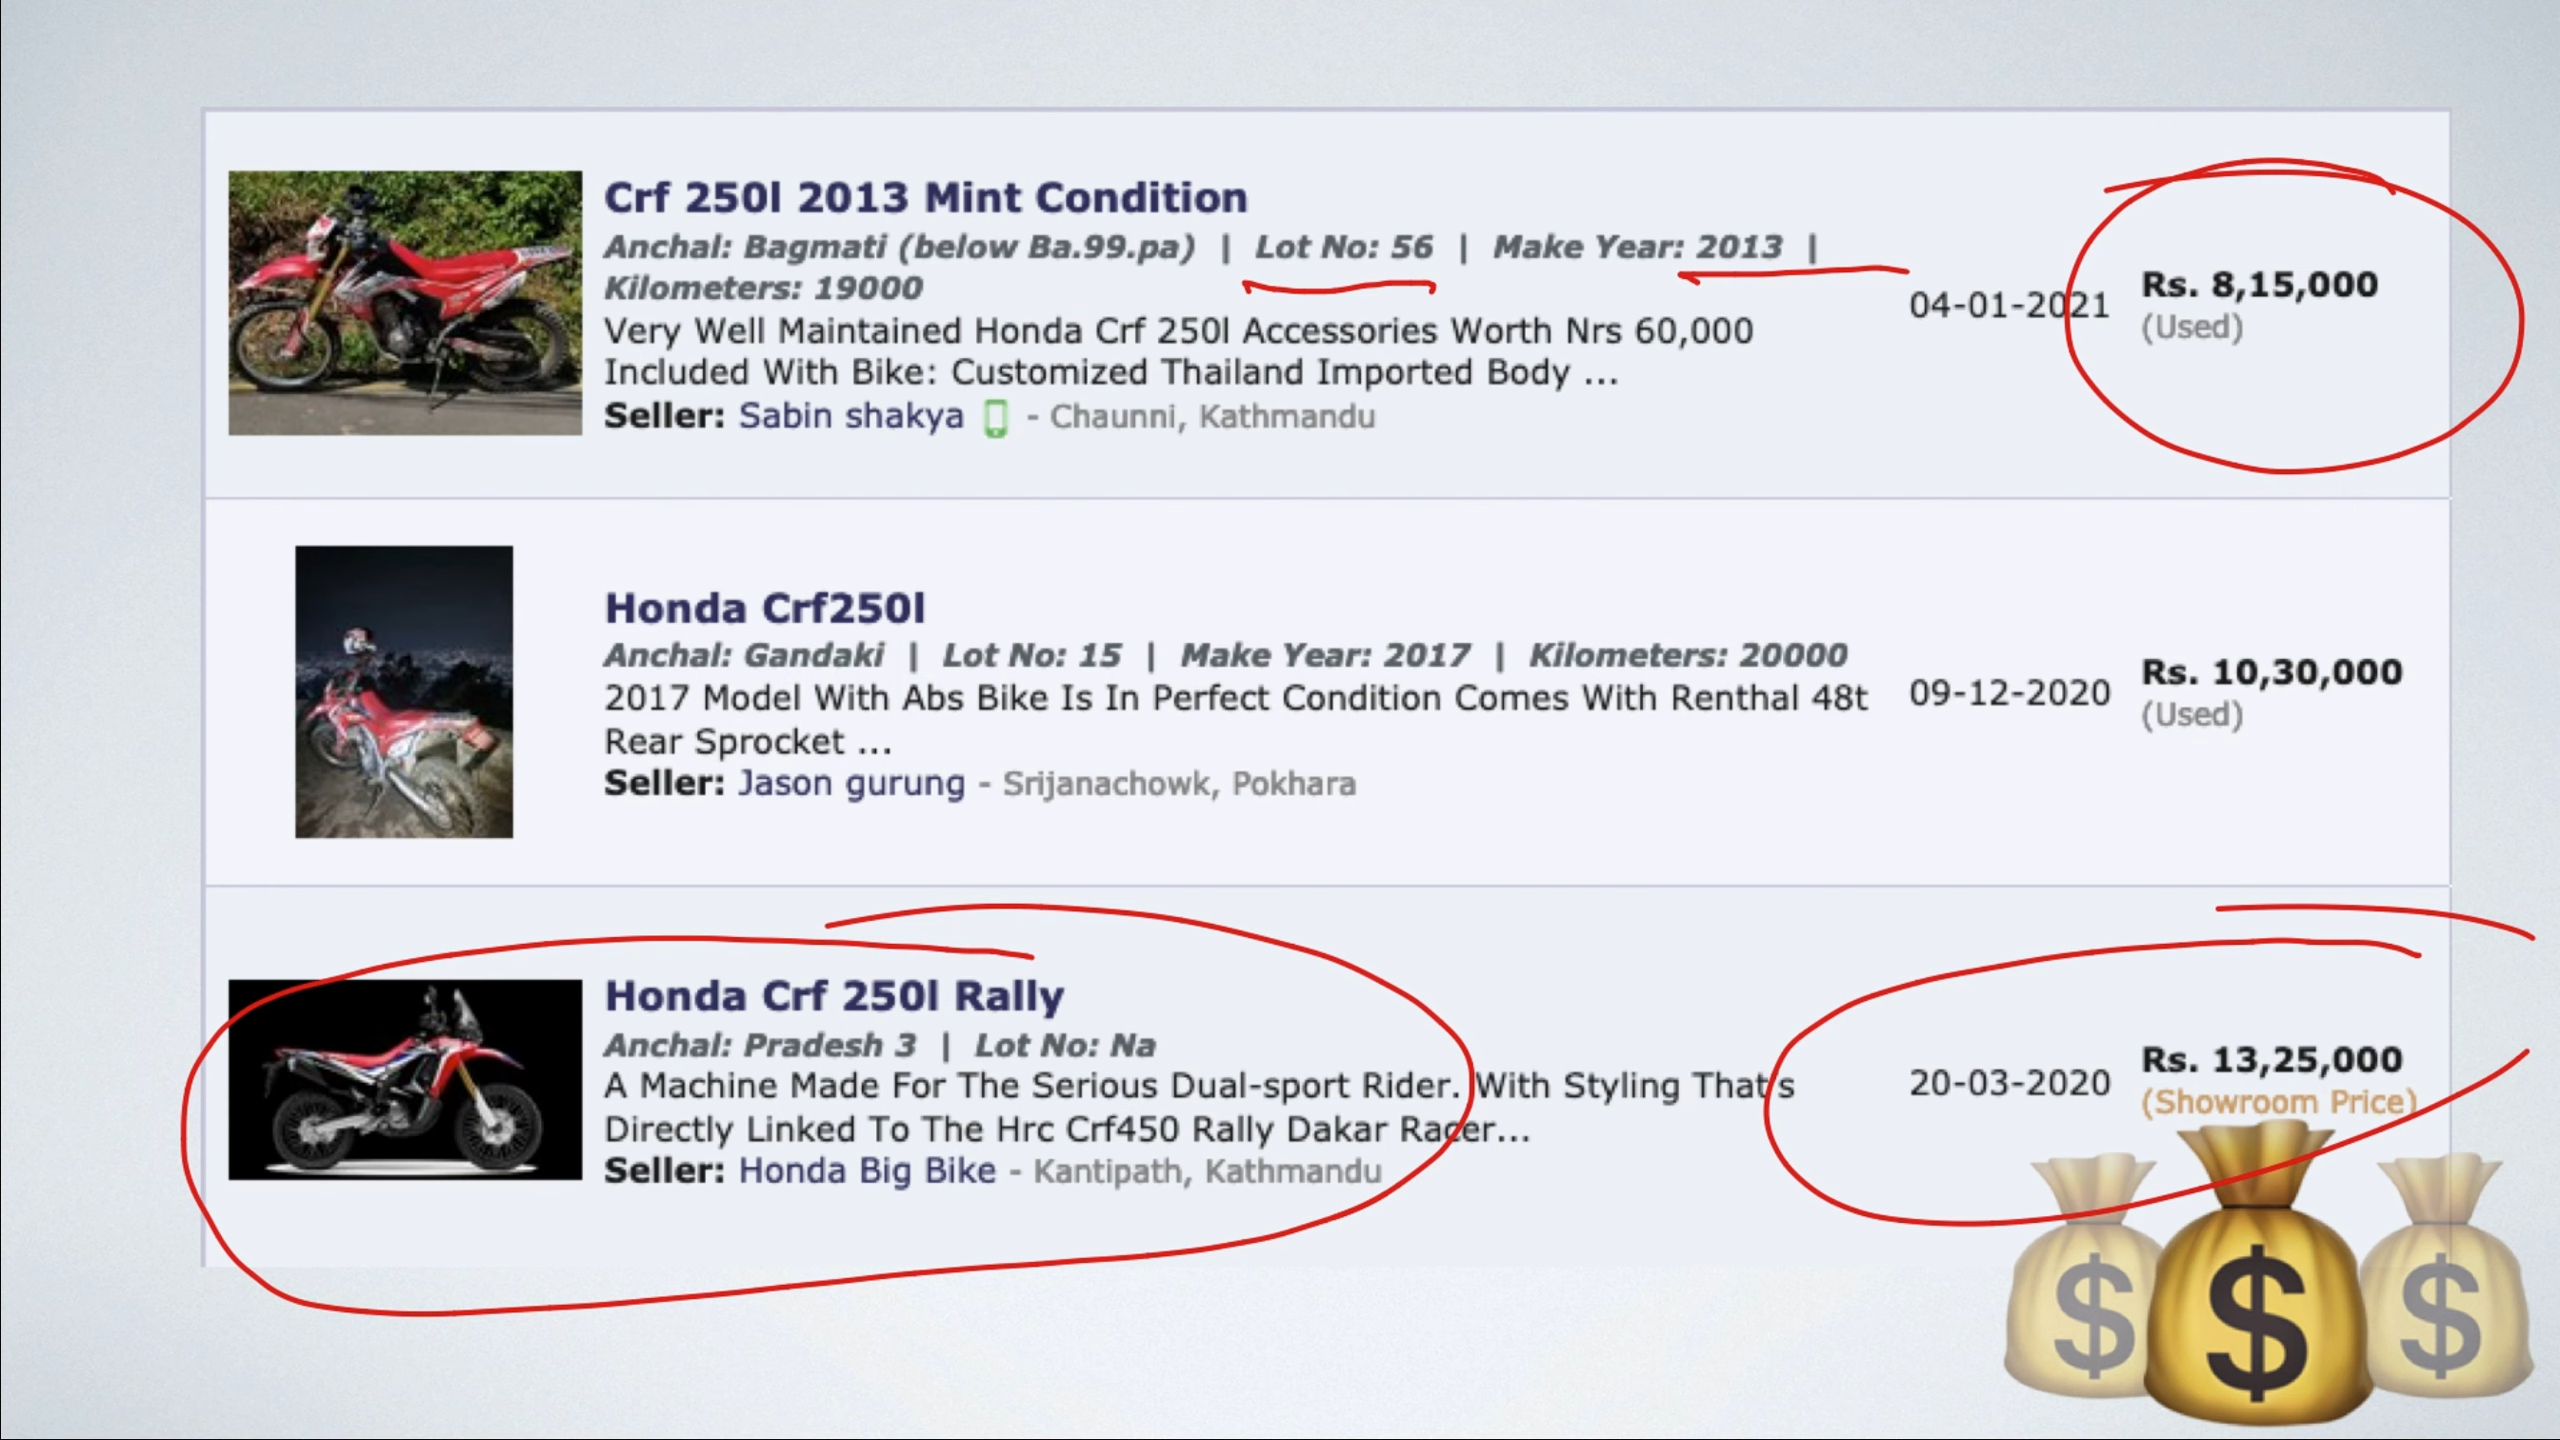 Crf 250l 2013 Mint Condition
Anchal: Bagmati (below Ba.99.pa) | Lot No: 56 | Make Year: 2013 |
Kilometers: 19000
Very Well Maintained Honda Crf 250l Accessories Worth Nrs 60,000
Included With Bike: Customized Thailand Imported Body ...
Seller: Sabin shakya - Chaunni, Kathmandu
04-01-2021
Rs. 8,15,000
(Used)
Honda Crf250l
Anchal: Gandaki | Lot No: 15 | Make Year: 2017 | Kilometers: 20000
2017 Model With Abs Bike Is In Perfect Condition Comes With Renthal 48t
Rear Sprocket ...
Seller: Jason gurung - Srijanachowk, Pokhara
09-12-2020
Rs. 10,30,000
(Used)
Honda Crf 250l Rally
Anchal: Pradesh 3 | Lot No: Na
A Machine Made For The Serious Dual-sport Rider. With Styling That's
Directly Linked To The Hrc Crf450 Rally Dakar Racer...
Seller: Honda Big Bike - Kantipath, Kathmandu
20-03-2020
Rs. 13,25,000
(Showroom Price)
$ $ $